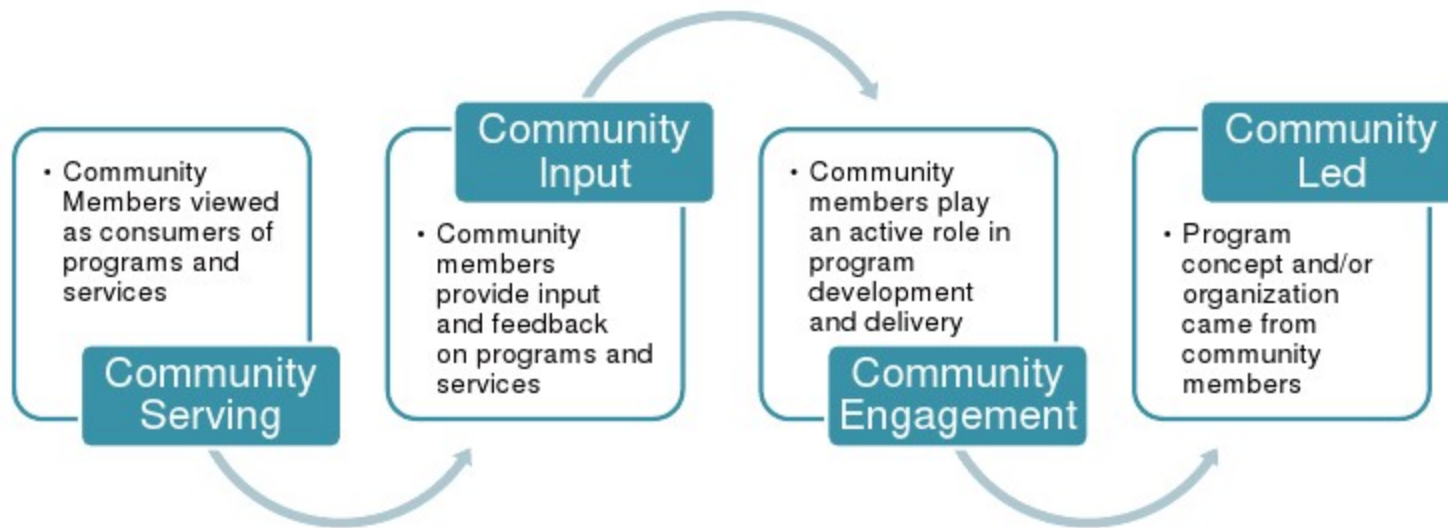 • Community
Members viewed
as consumers of
programs and
services
Community
Serving
Community
Input
• Community
members
provide input
and feedback
on programs and
services
• Community
members play
an active role in
program
development
and delivery
Community
Engagement
Community
Led
• Program
concept and/or
organization
came from
community
members